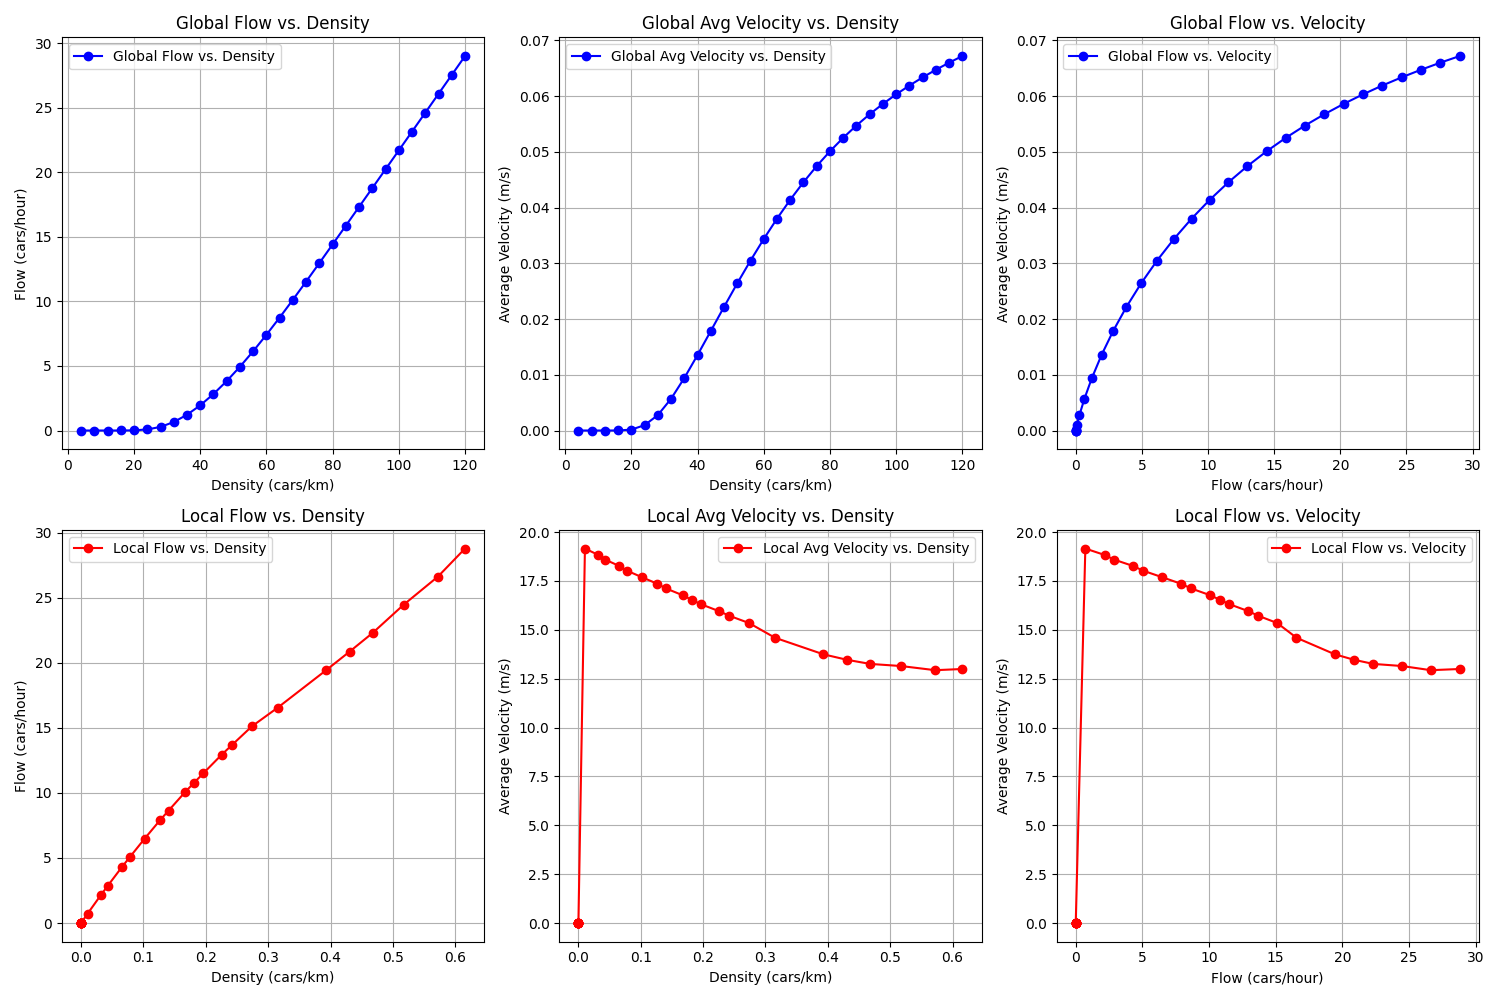 Global Flow vs. Density
Global Avg Velocity vs. Density
Global Flow vs. Velocity
Global Flow vs. Density
Flow (cars/hour)
30
25
20
15
10
5
0
0 20 40 60 80 100 120
Density (cars/km)
Global Avg Velocity vs. Density
Average Velocity (m/s)
0.07
0.06
0.05
0.04
0.03
0.02
0.01
0.00
0 20 40 60 80 100 120
Density (cars/km)
Global Flow vs. Velocity
Average Velocity (m/s)
0.07
0.06
0.05
0.04
0.03
0.02
0.01
0.00
0 5 10 15 20 25 30
Flow (cars/hour)
Local Flow vs. Density
Local Avg Velocity vs. Density
Local Flow vs. Velocity
Local Flow vs. Density
Flow (cars/hour)
30
25
20
15
10
5
0
0.0 0.1 0.2 0.3 0.4 0.5 0.6
Density (cars/km)
Local Avg Velocity vs. Density
Average Velocity (m/s)
20.0
17.5
15.0
12.5
10.0
7.5
5.0
2.5
0.0
0.0 0.1 0.2 0.3 0.4 0.5 0.6
Density (cars/km)
Local Flow vs. Velocity
Average Velocity (m/s)
20.0
17.5
15.0
12.5
10.0
7.5
5.0
2.5
0.0
0 5 10 15 20 25 30
Flow (cars/hour)